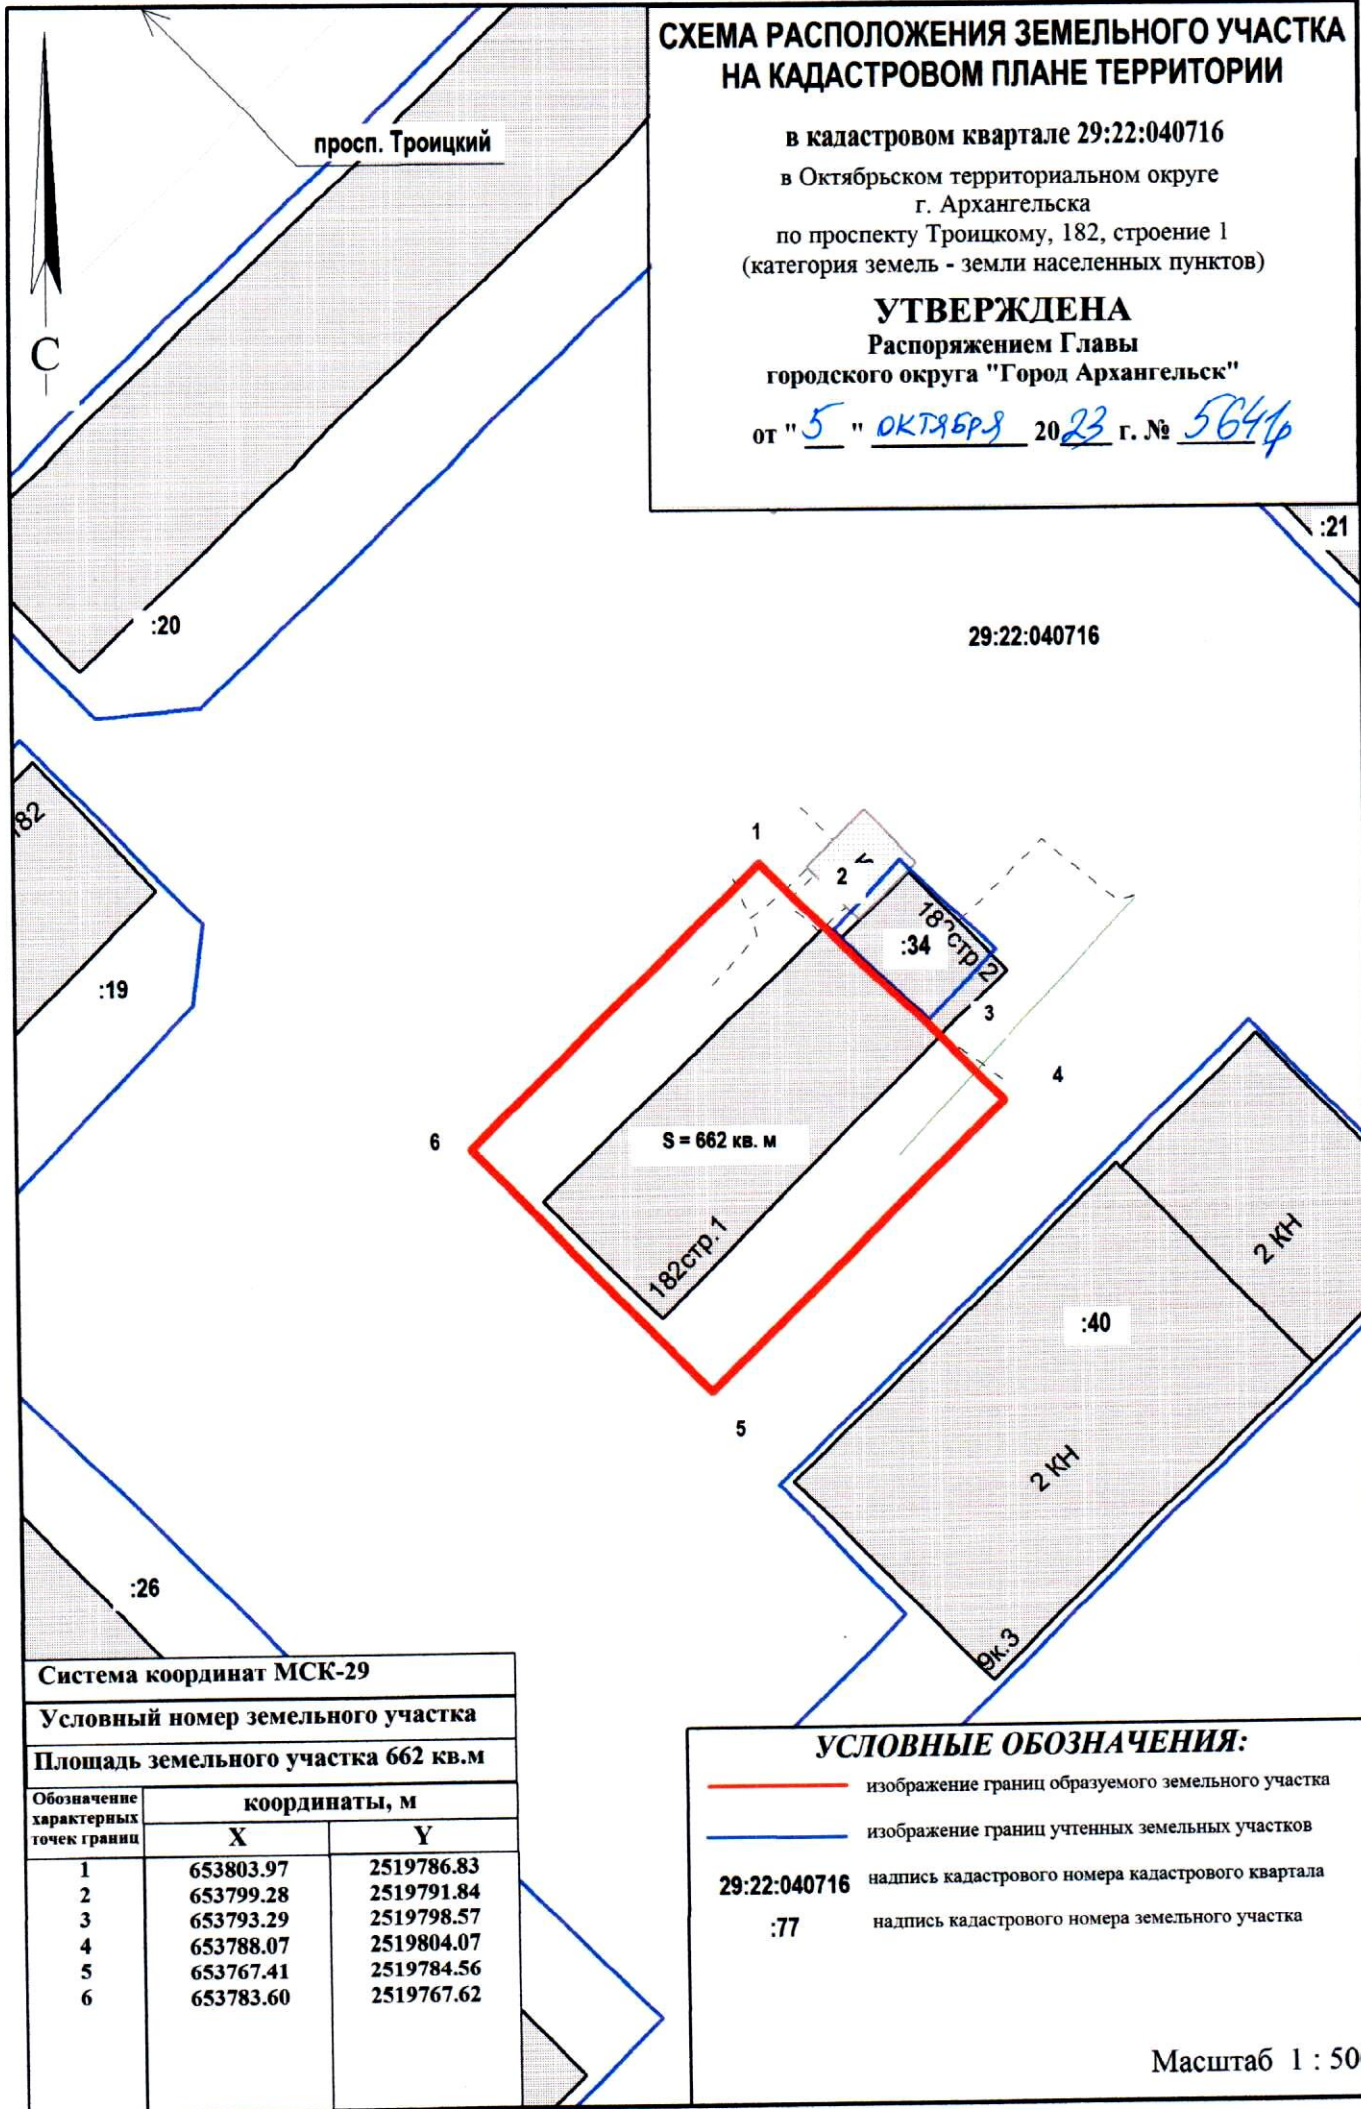 СХЕМА РАСПОЛОЖЕНИЯ ЗЕМЕЛЬНОГО УЧАСТКА
НА КАДАСТРОВОМ ПЛАНЕ ТЕРРИТОРИИ
в кадастровом квартале 29:22:040716
в Октябрьском территориальном округе
г. Архангельска
по проспекту Троицкому, 182, строение 1
(категория земель - земли населенных пунктов)
УТВЕРЖДЕНА
Распоряжением Главы
городского округа "Город Архангельск"
от "5" октября 2023 г. № 5641р
просп. Троицкий
С
:21
:20
29:22:040716
182
:19
1
2
182стр.2
:34
3
4
6
S = 662 кв. м
182стр.1
5
2 КН
:40
2 КН
9к.3
:26
Система координат МСК-29
Условный номер земельного участка
Площадь земельного участка 662 кв.м
Обозначение характерных точек границ
координаты, м
X Y
1 653803.97 2519786.83
2 653799.28 2519791.84
3 653793.29 2519798.57
4 653788.07 2519804.07
5 653767.41 2519784.56
6 653783.60 2519767.62
УСЛОВНЫЕ ОБОЗНАЧЕНИЯ:
изображение границ образуемого земельного участка
изображение границ учтенных земельных участков
29:22:040716 надпись кадастрового номера кадастрового квартала
:77 надпись кадастрового номера земельного участка
Масштаб 1 : 50